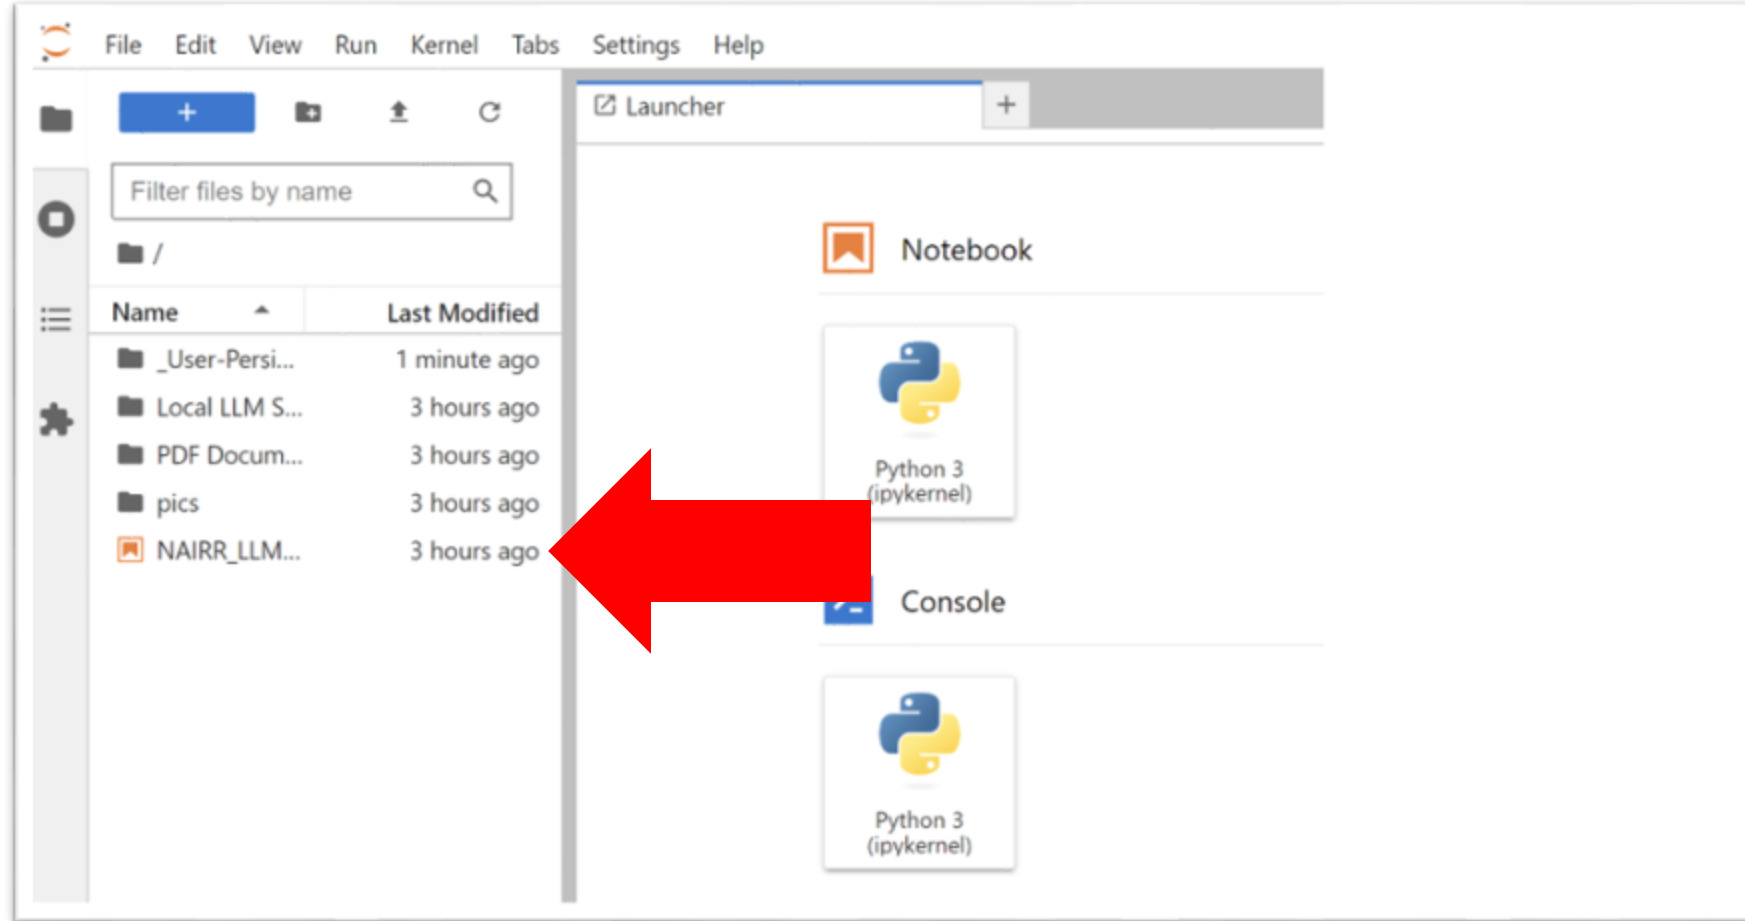 File Edit View Run Kernel Tabs Settings Help
+
Launcher
+
Filter files by name
/
Name Last Modified
_User-Persi... 1 minute ago
Local LLM S... 3 hours ago
PDF Docum... 3 hours ago
pics 3 hours ago
NAIRR_LLM... 3 hours ago
Notebook
Python 3
(ipykernel)
Console
Python 3
(ipykernel)